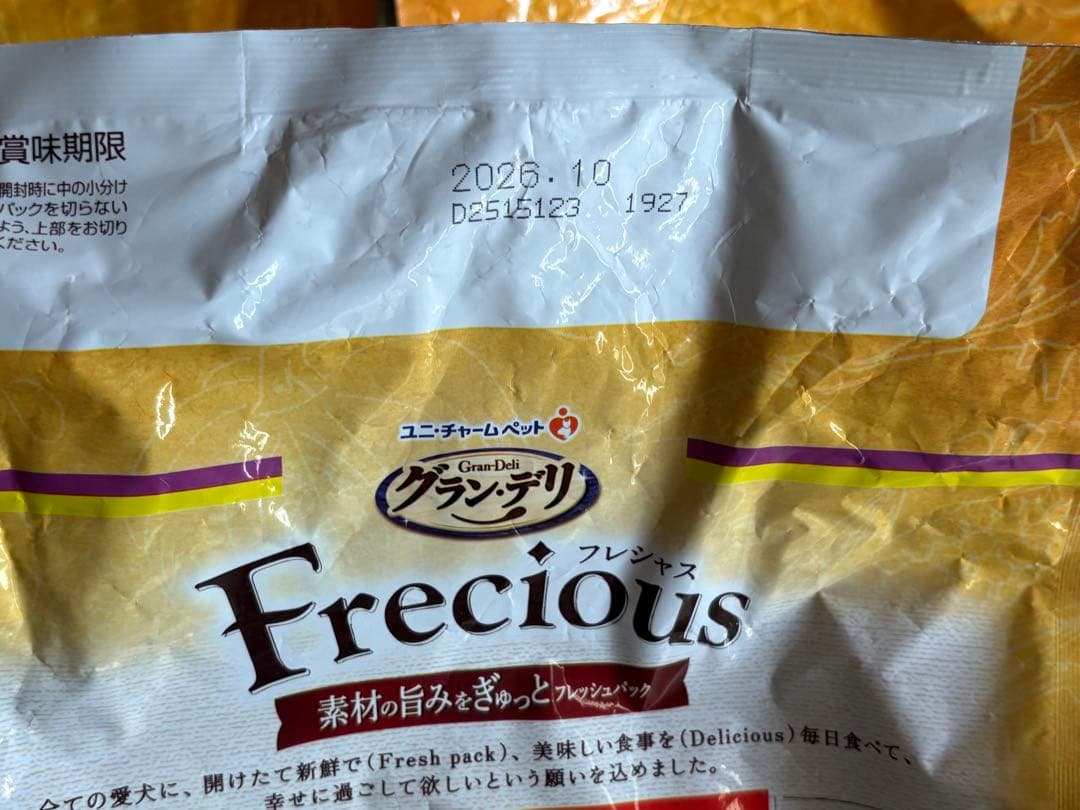 賞味期限
開封時に中の小分け
パックを切らない
よう、上部をお切り
ください。
2026.10
D2515123 1927
ユニ・チャーム ペット
Gran-Deli
グラン・デリ
フレシャス
Frecious
素材の旨みをぎゅっとフレッシュパック
全ての愛犬に、開けたて新鮮で(Fresh pack)、美味しい食事を(Delicious)毎日食べて、
幸せに過ごして欲しいという願いを込めました。